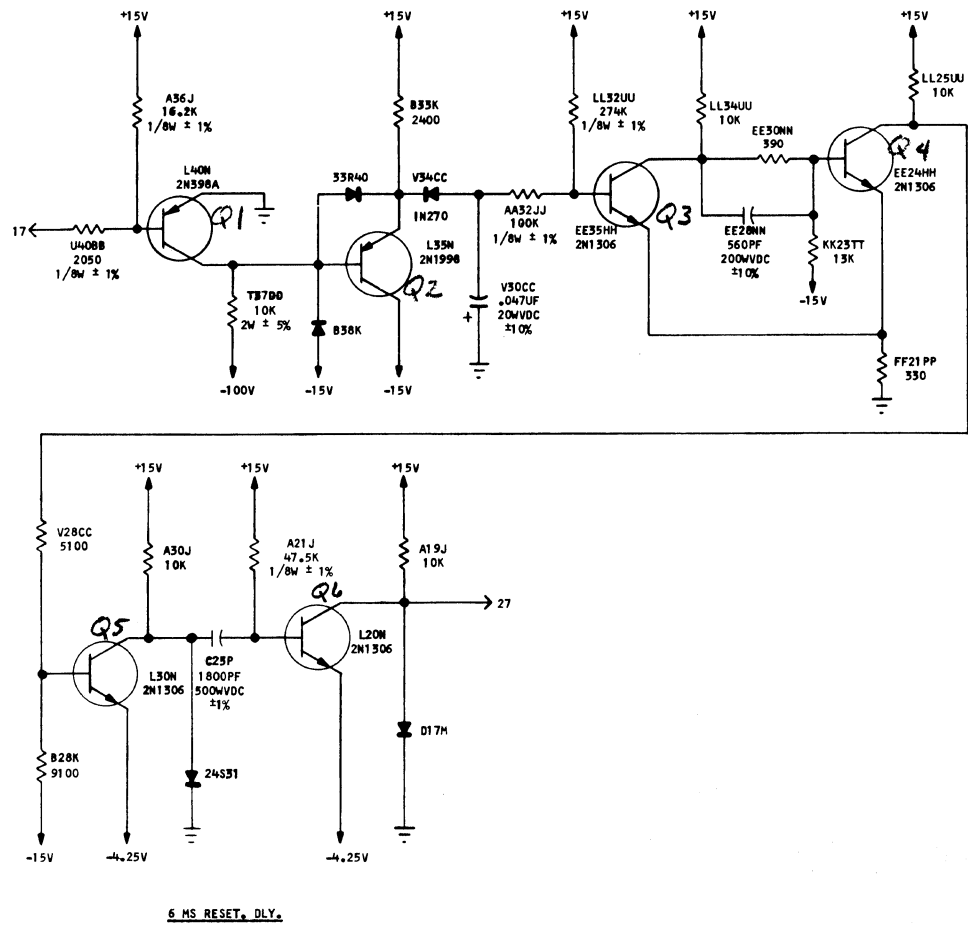 +15V
+15V
+15V
+15V
+15V
A36J
16.2K
1/8W ± 1%
B33K
2400
LL32UU
274K
1/8W ± 1%
LL34UU
10K
LL25UU
10K
EE30NN
390
L40N
2N398A
Q1
33R40
V34CC
1N270
Q4
EE24HH
2N1306
17
U40BB
2050
1/8W ± 1%
L35N
2N1998
Q2
AA32JJ
100K
1/8W ± 1%
EE35HH
2N1306
Q3
EE28NN
560PF
200WVDC
±10%
KK23TT
13K
T37DD
10K
2W ± 5%
B38K
V30CC
.047UF
20WVDC
±10%
+
-15V
FF21PP
330
-100V
-15V
-15V
+15V
+15V
+15V
V28CC
5100
A30J
10K
A21J
47.5K
1/8W ± 1%
A19J
10K
Q5
Q6
27
L30N
2N1306
C23P
1800PF
500WVDC
±1%
L20N
2N1306
B28K
9100
24S31
D17M
-15V
-4.25V
-4.25V
6 MS RESET. DLY.